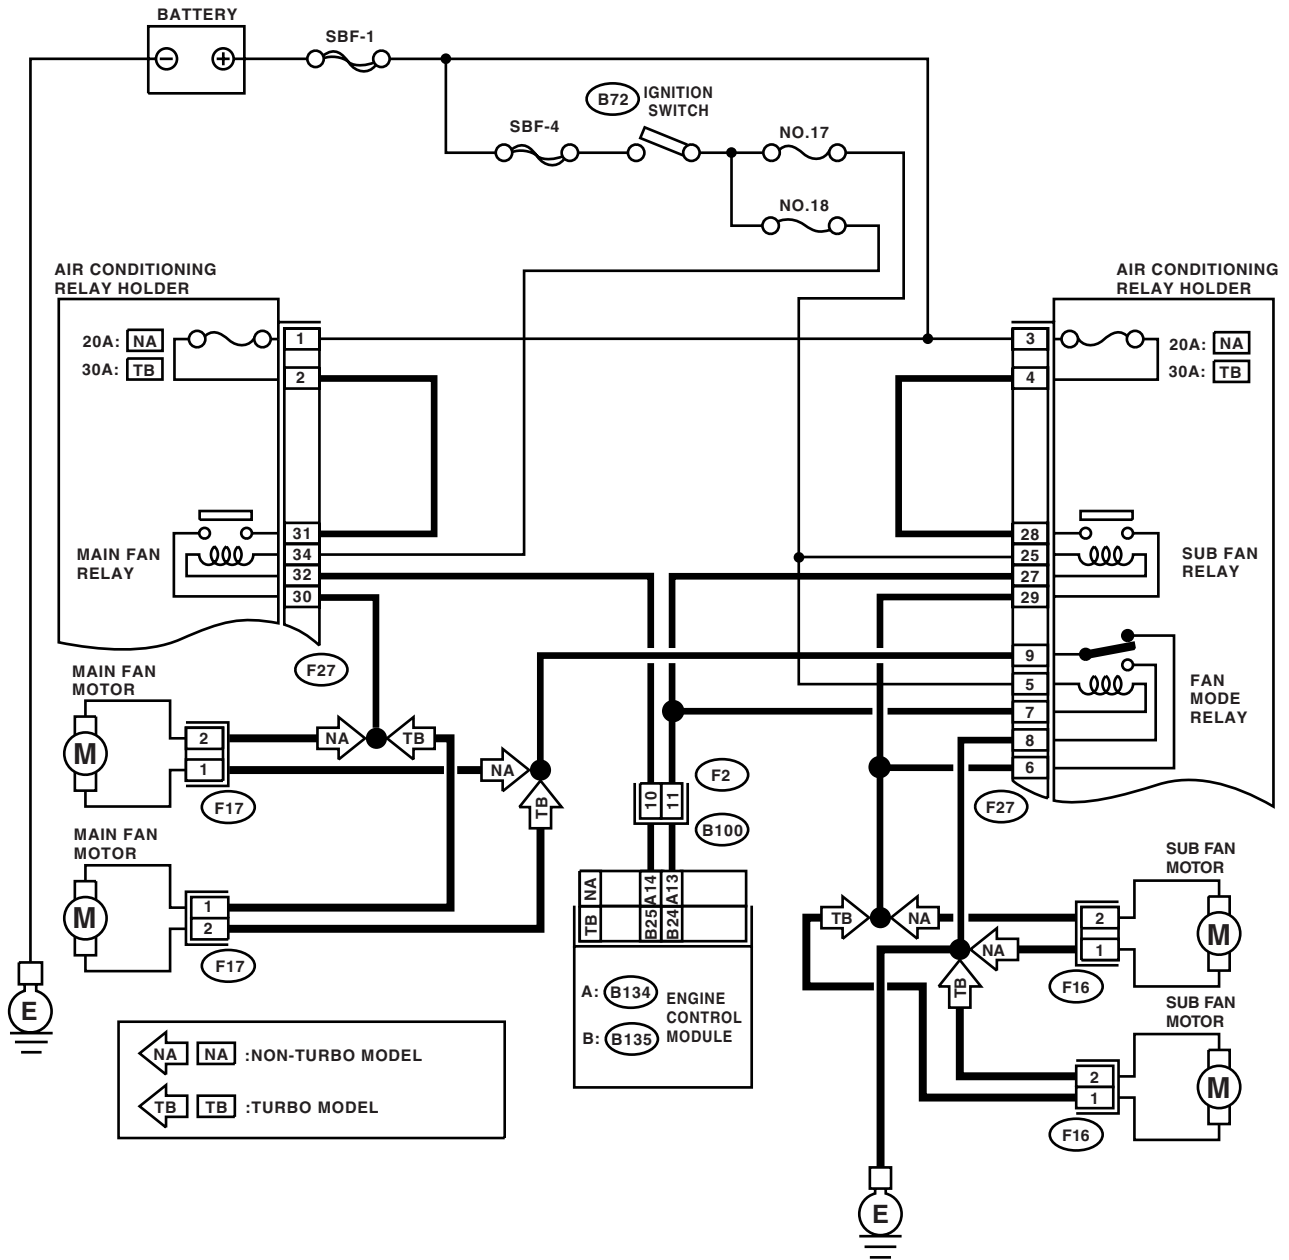 BATTERY
− +
SBF-1
B72
IGNITION
SWITCH
SBF-4
NO.17
NO.18
AIR CONDITIONING
RELAY HOLDER
20A: NA
30A: TB
1
2
31
34
32
30
MAIN FAN
RELAY
F27
AIR CONDITIONING
RELAY HOLDER
3
4
20A: NA
30A: TB
28
25
27
29
SUB FAN
RELAY
9
5
7
8
6
FAN
MODE
RELAY
F27
MAIN FAN
MOTOR
M
2
1
F17
NA
TB
NA
TB
MAIN FAN
MOTOR
M
1
2
F17
10 11
F2
B100
NA A14 A13
TB B25 B24
A: B134
B: B135
ENGINE
CONTROL
MODULE
TB
NA
NA
TB
SUB FAN
MOTOR
2
1
M
F16
SUB FAN
MOTOR
2
1
M
F16
E
E
NA NA :NON-TURBO MODEL
TB TB :TURBO MODEL